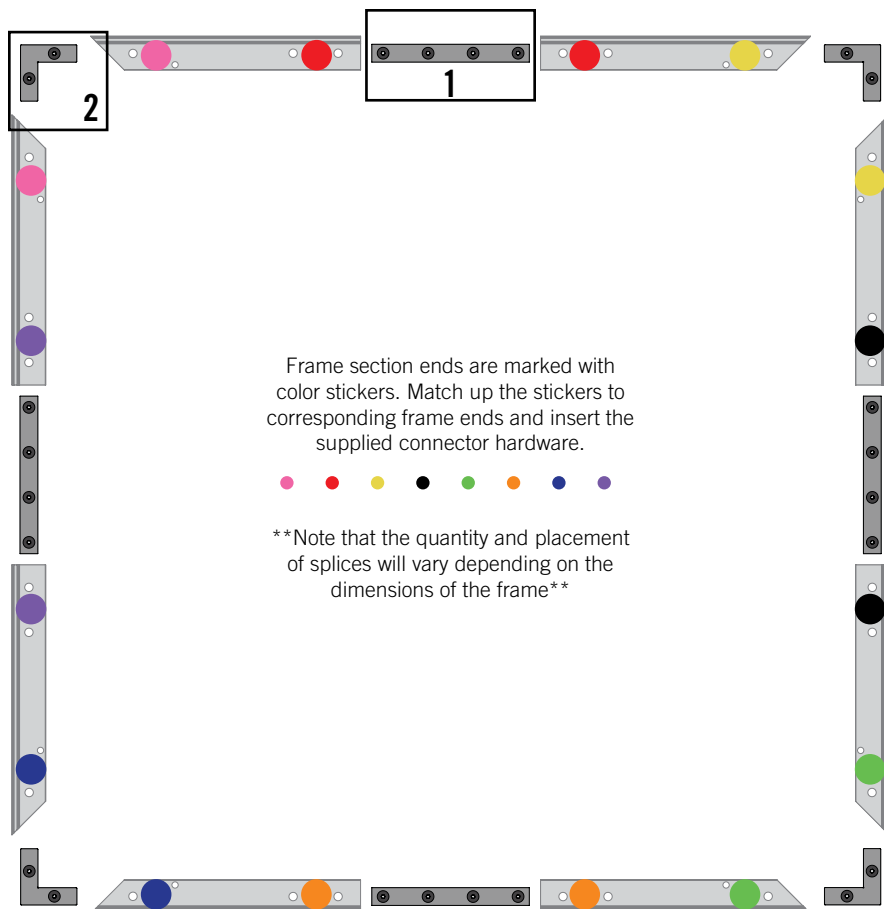 1
2
Frame section ends are marked with
color stickers. Match up the stickers to
corresponding frame ends and insert the
supplied connector hardware.
**Note that the quantity and placement
of splices will vary depending on the
dimensions of the frame**